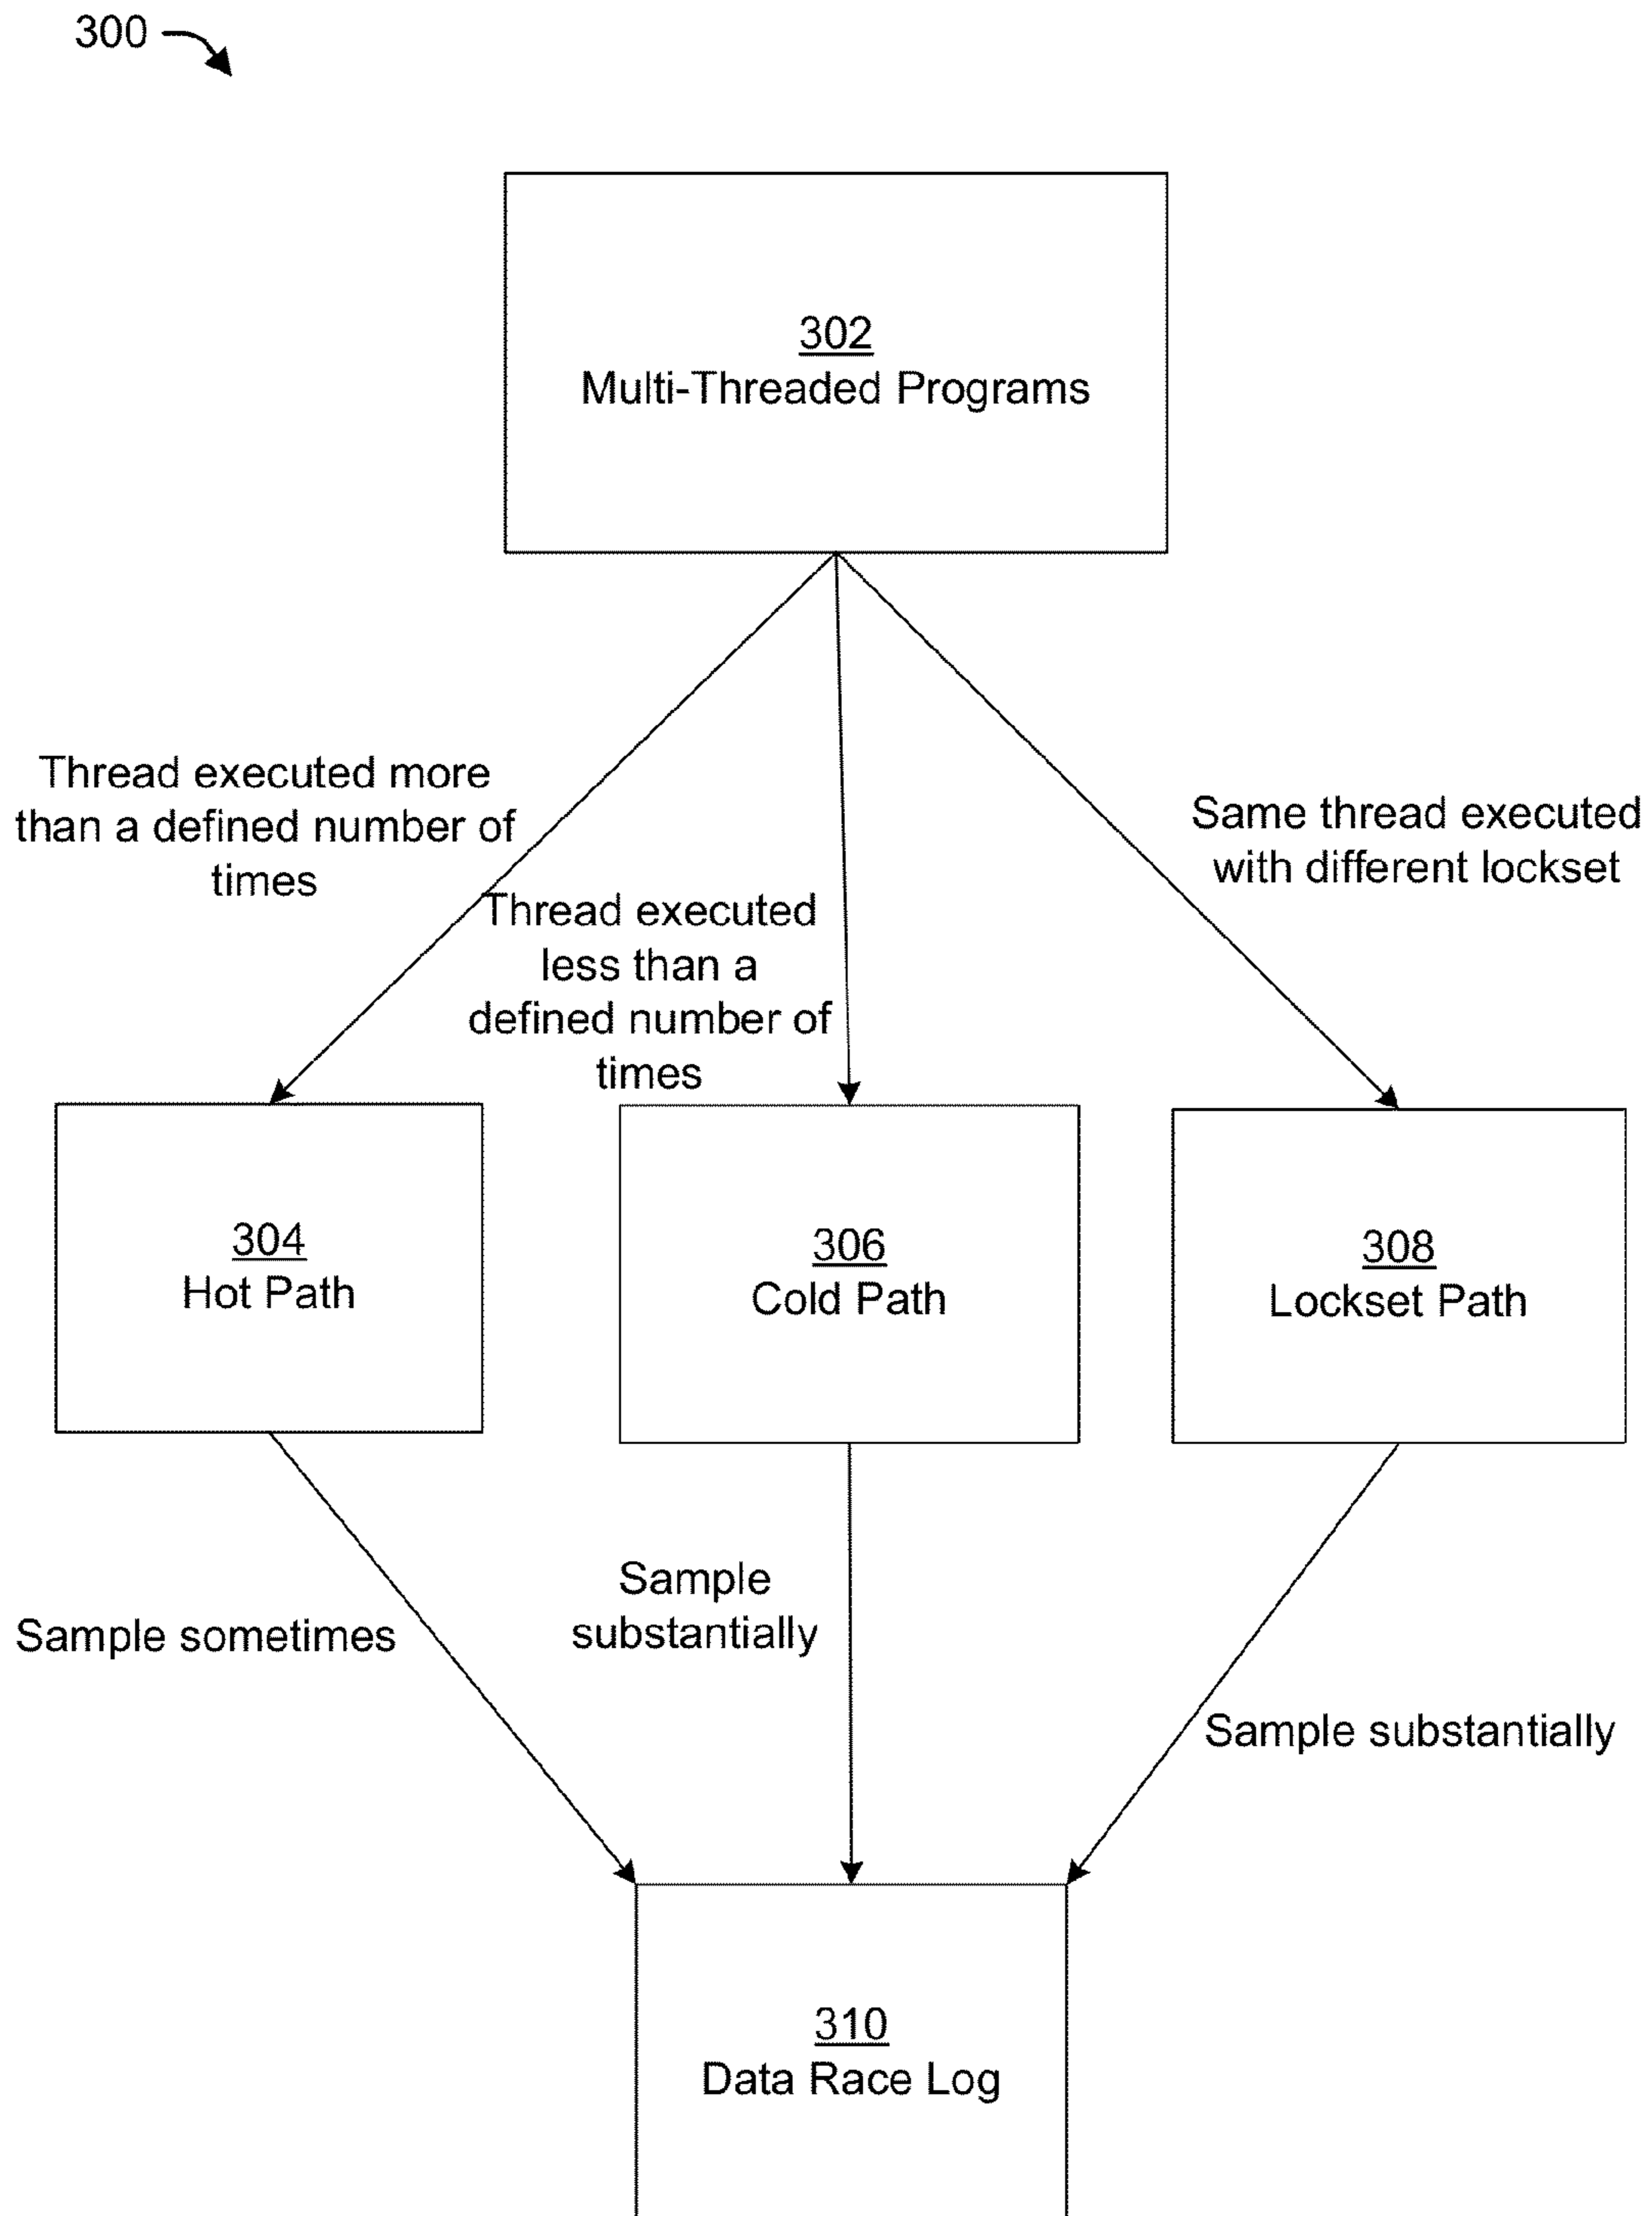 300
302
Multi-Threaded Programs
Thread executed more
than a defined number of
times
Thread executed
less than a
defined number of
times
Same thread executed
with different lockset
304
Hot Path
306
Cold Path
308
Lockset Path
Sample sometimes
Sample
substantially
Sample substantially
310
Data Race Log